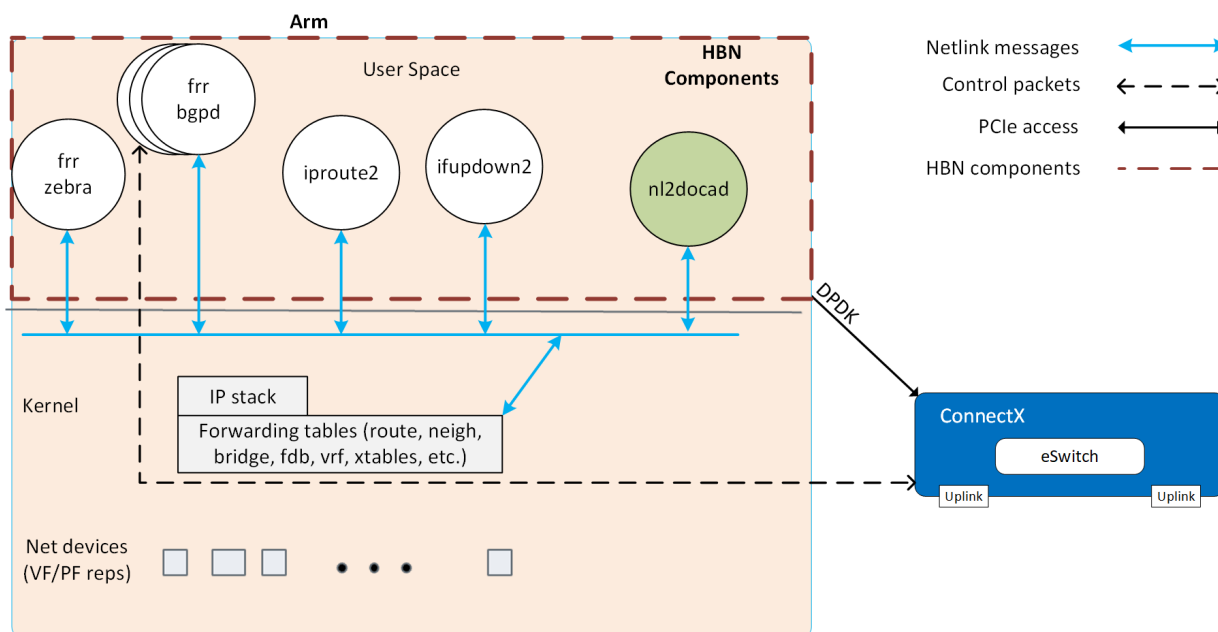 Arm
User Space
HBN
Components
frr
bgpd
frr
zebra
iproute2
ifupdown2
nl2docad
Netlink messages
Control packets
PCIe access
HBN components
DPDK
Kernel
IP stack
Forwarding tables (route, neigh,
bridge, fdb, vrf, xtables, etc.)
ConnectX
eSwitch
Uplink
Uplink
Net devices
(VF/PF reps)